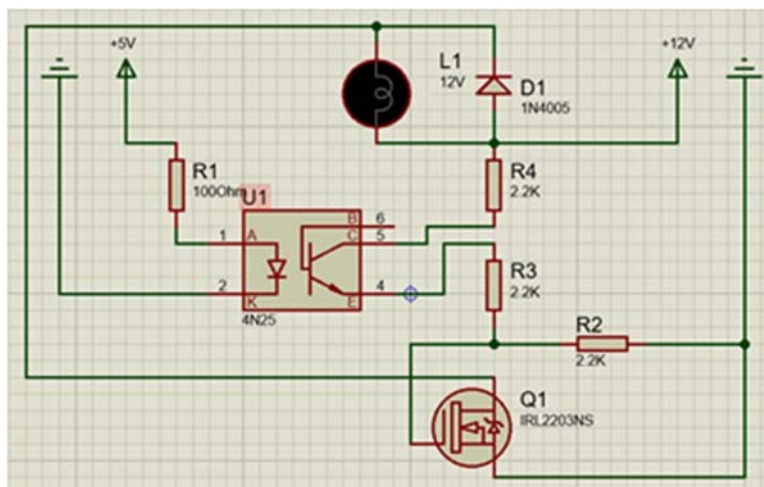 +5V
L1
12V
D1
1N4005
+12V
R1
100Ohm
U1
R4
2.2K
B
6
C
5
1
A
2
K
4
E
4N25
R3
2.2K
R2
2.2K
Q1
IRL2203NS